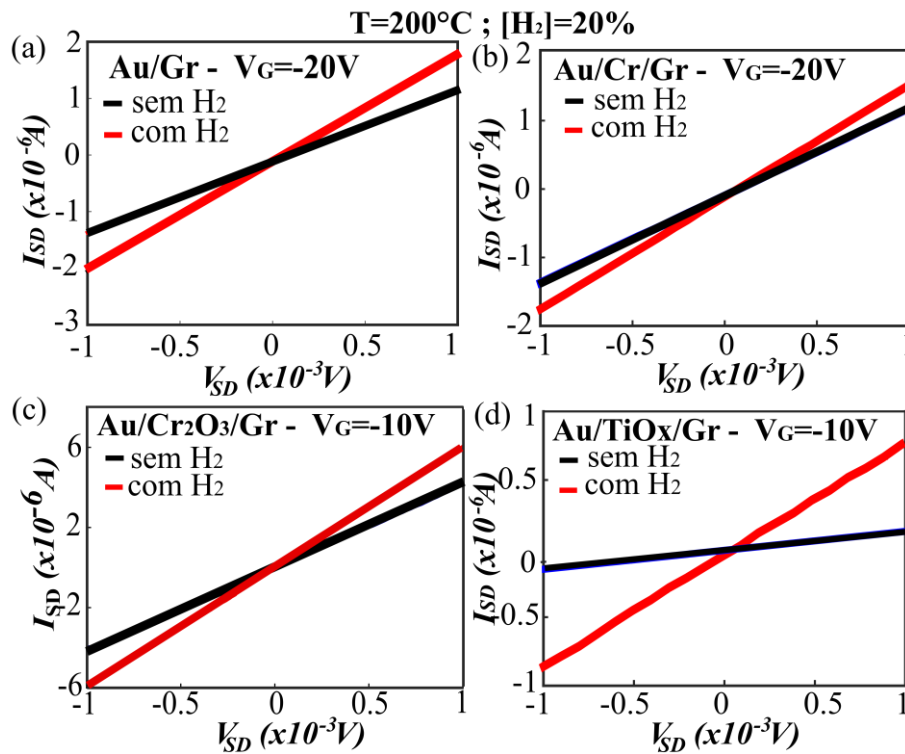 T=200°C ; [H₂]=20%
(a)
Au/Gr - VG=-20V
sem H₂
com H₂
2
1
0
-1
-2
-3
ISD (x10⁻⁶A)
-1 -0.5 0 0.5 1
VSD (x10⁻³V)
(b)
Au/Cr/Gr - VG=-20V
sem H₂
com H₂
2
1
0
-1
-2
ISD (x10⁻⁶A)
-1 -0.5 0 0.5 1
VSD (x10⁻³V)
(c)
Au/Cr₂O₃/Gr - VG=-10V
sem H₂
com H₂
6
2
-2
-6
ISD (x10⁻⁶A)
-1 -0.5 0 0.5 1
VSD (x10⁻³V)
(d)
Au/TiOx/Gr - VG=-10V
sem H₂
com H₂
1
0.5
0
-0.5
-1
ISD (x10⁻⁶A)
-1 -0.5 0 0.5 1
VSD (x10⁻³V)